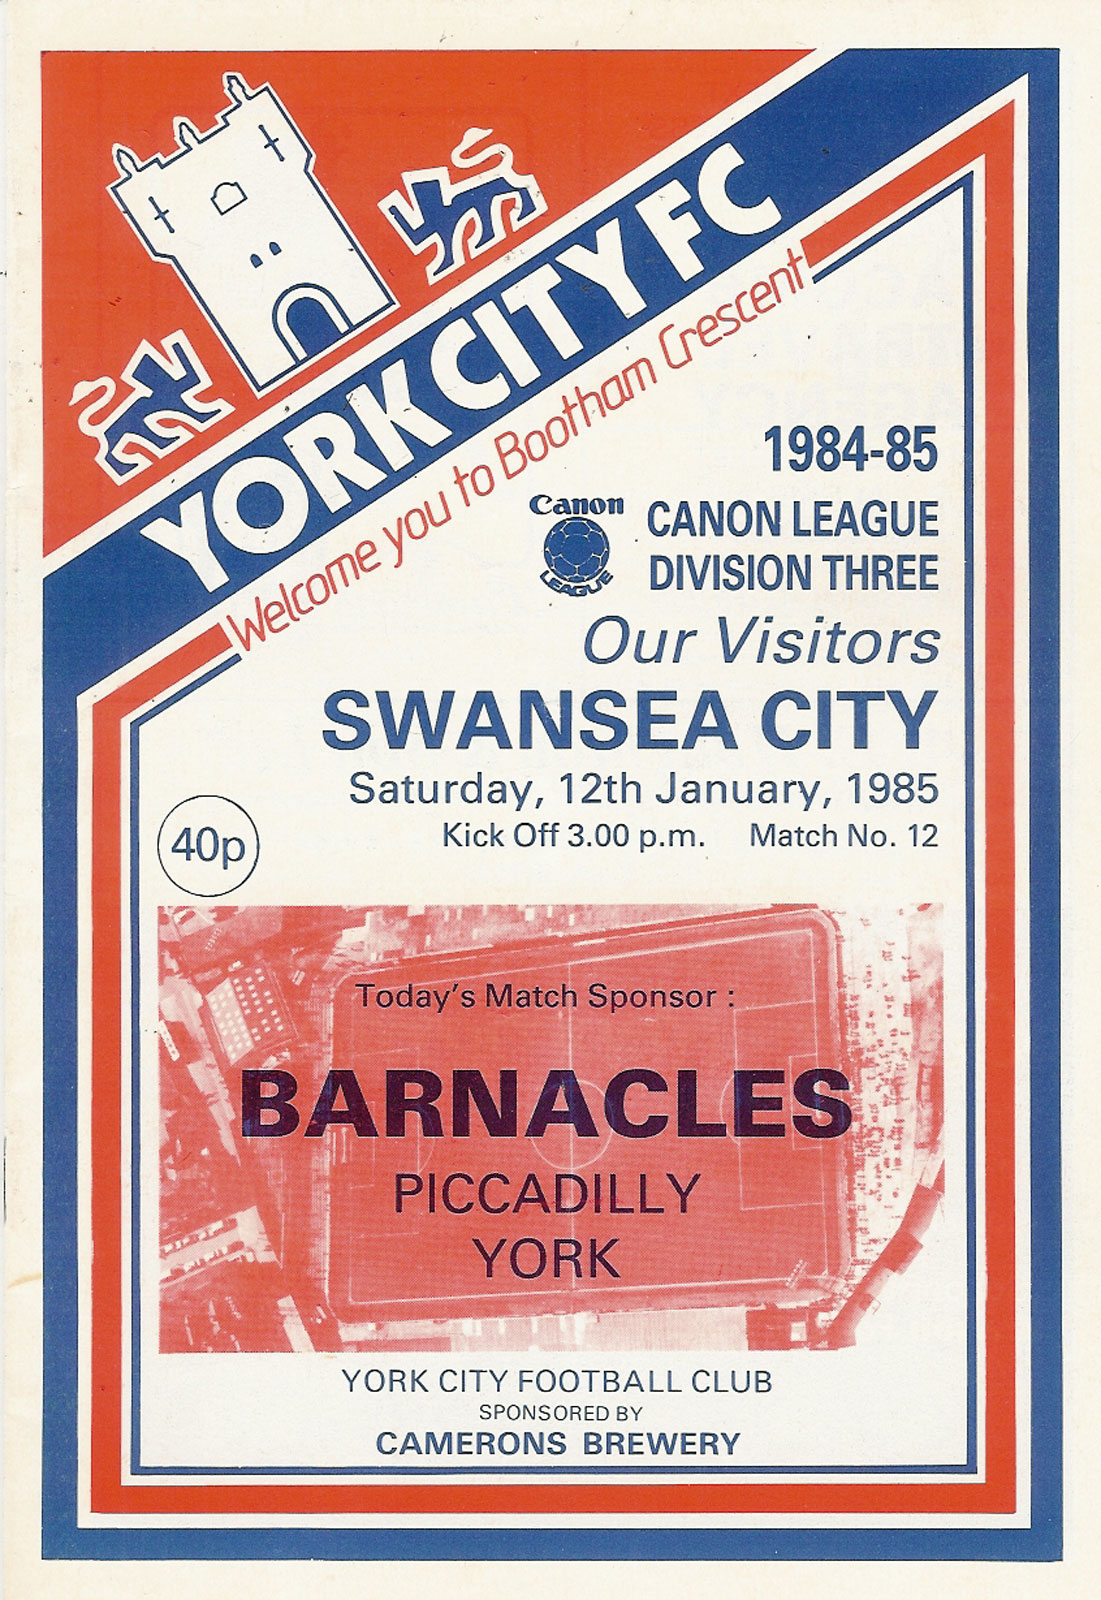 YORK CITY FC
Welcome you to Bootham Crescent
1984-85
Canon
LEAGUE
CANON LEAGUE
DIVISION THREE
Our Visitors
SWANSEA CITY
Saturday, 12th January, 1985
Kick Off 3.00 p.m. Match No. 12
40p
Today's Match Sponsor :
BARNACLES
PICCADILLY
YORK
YORK CITY FOOTBALL CLUB
SPONSORED BY
CAMERONS BREWERY